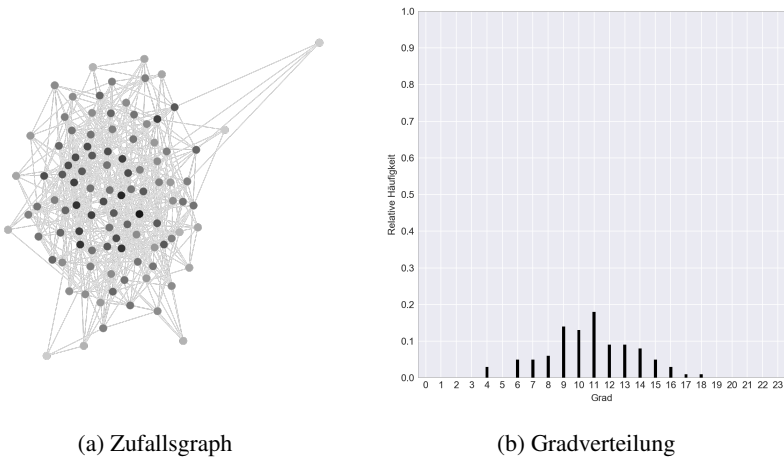 1.0
0.9
0.8
0.7
0.6
0.5
0.4
0.3
0.2
0.1
0.0
Relative Häufigkeit
0 1 2 3 4 5 6 7 8 9 10 11 12 13 14 15 16 17 18 19 20 21 22 23
Grad
(a) Zufallsgraph
(b) Gradverteilung